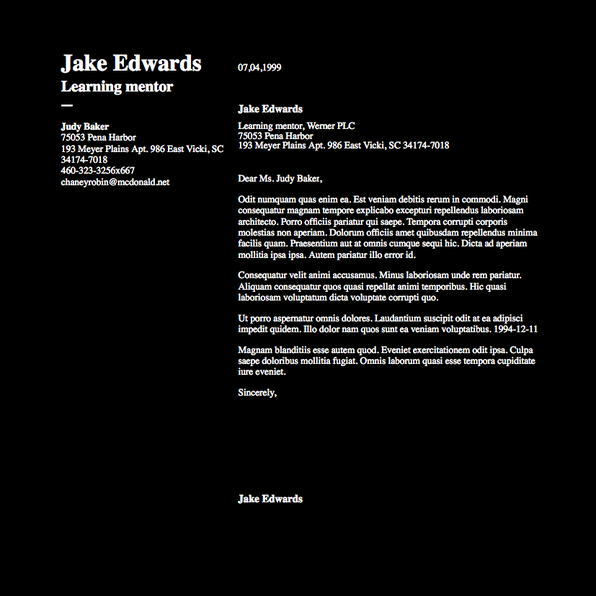 Jake Edwards
Learning mentor
Judy Baker
75053 Pena Harbor
193 Meyer Plains Apt. 986 East Vicki, SC
34174-7018
460-323-3256x667
chaneyrobin@mcdonald.net
07,04,1999
Jake Edwards
Learning mentor, Werner PLC
75053 Pena Harbor
193 Meyer Plains Apt. 986 East Vicki, SC 34174-7018
Dear Ms. Judy Baker,
Odit numquam quas enim ea. Est veniam debitis rerum in commodi. Magni
consequatur magnam tempore explicabo excepturi repellendus laboriosam
architecto. Porro officiis pariatur qui saepe. Tempora corrupti corporis
molestias non aperiam. Dolorum officiis amet quibusdam repellendus minima
facilis quam. Praesentium aut at omnis cumque sequi hic. Dicta ad aperiam
mollitia ipsa ipsa. Autem pariatur illo error id.
Consequatur velit animi accusamus. Minus laboriosam unde rem pariatur.
Aliquam consequatur quos quasi repellat animi temporibus. Hic quasi
laboriosam voluptatum dicta voluptate corrupti quo.
Ut porro aspernatur omnis dolores. Laudantium suscipit odit at ea adipisci
impedit quidem. Illo dolor nam quos sunt ea veniam voluptatibus. 1994-12-11
Magnam blanditiis esse autem quod. Eveniet exercitationem odit ipsa. Culpa
saepe doloribus mollitia fugiat. Omnis laborum quasi esse tempora cupiditate
iure eveniet.
Sincerely,
Jake Edwards